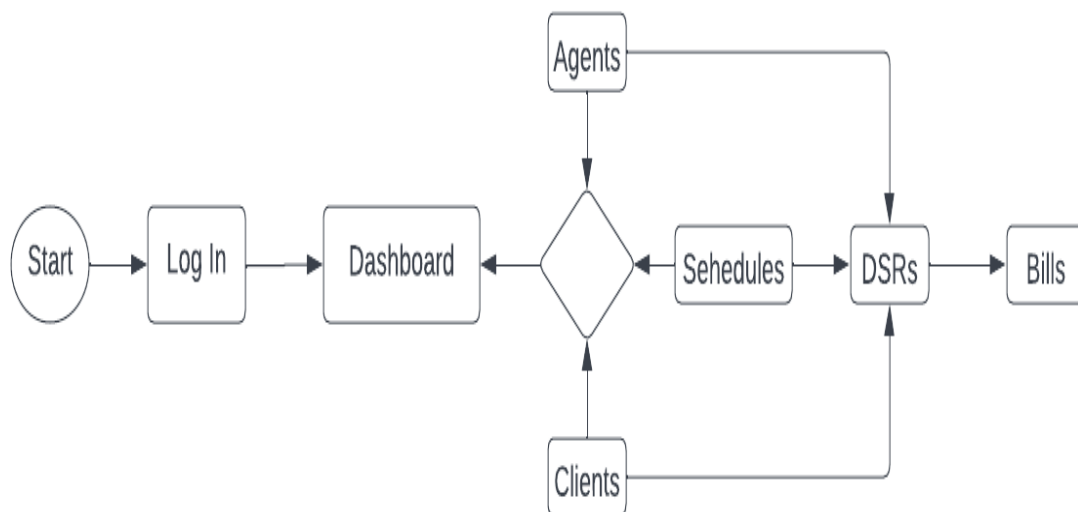 Agents
Start
Log In
Dashboard
Sehedules
DSRs
Bills
Clients